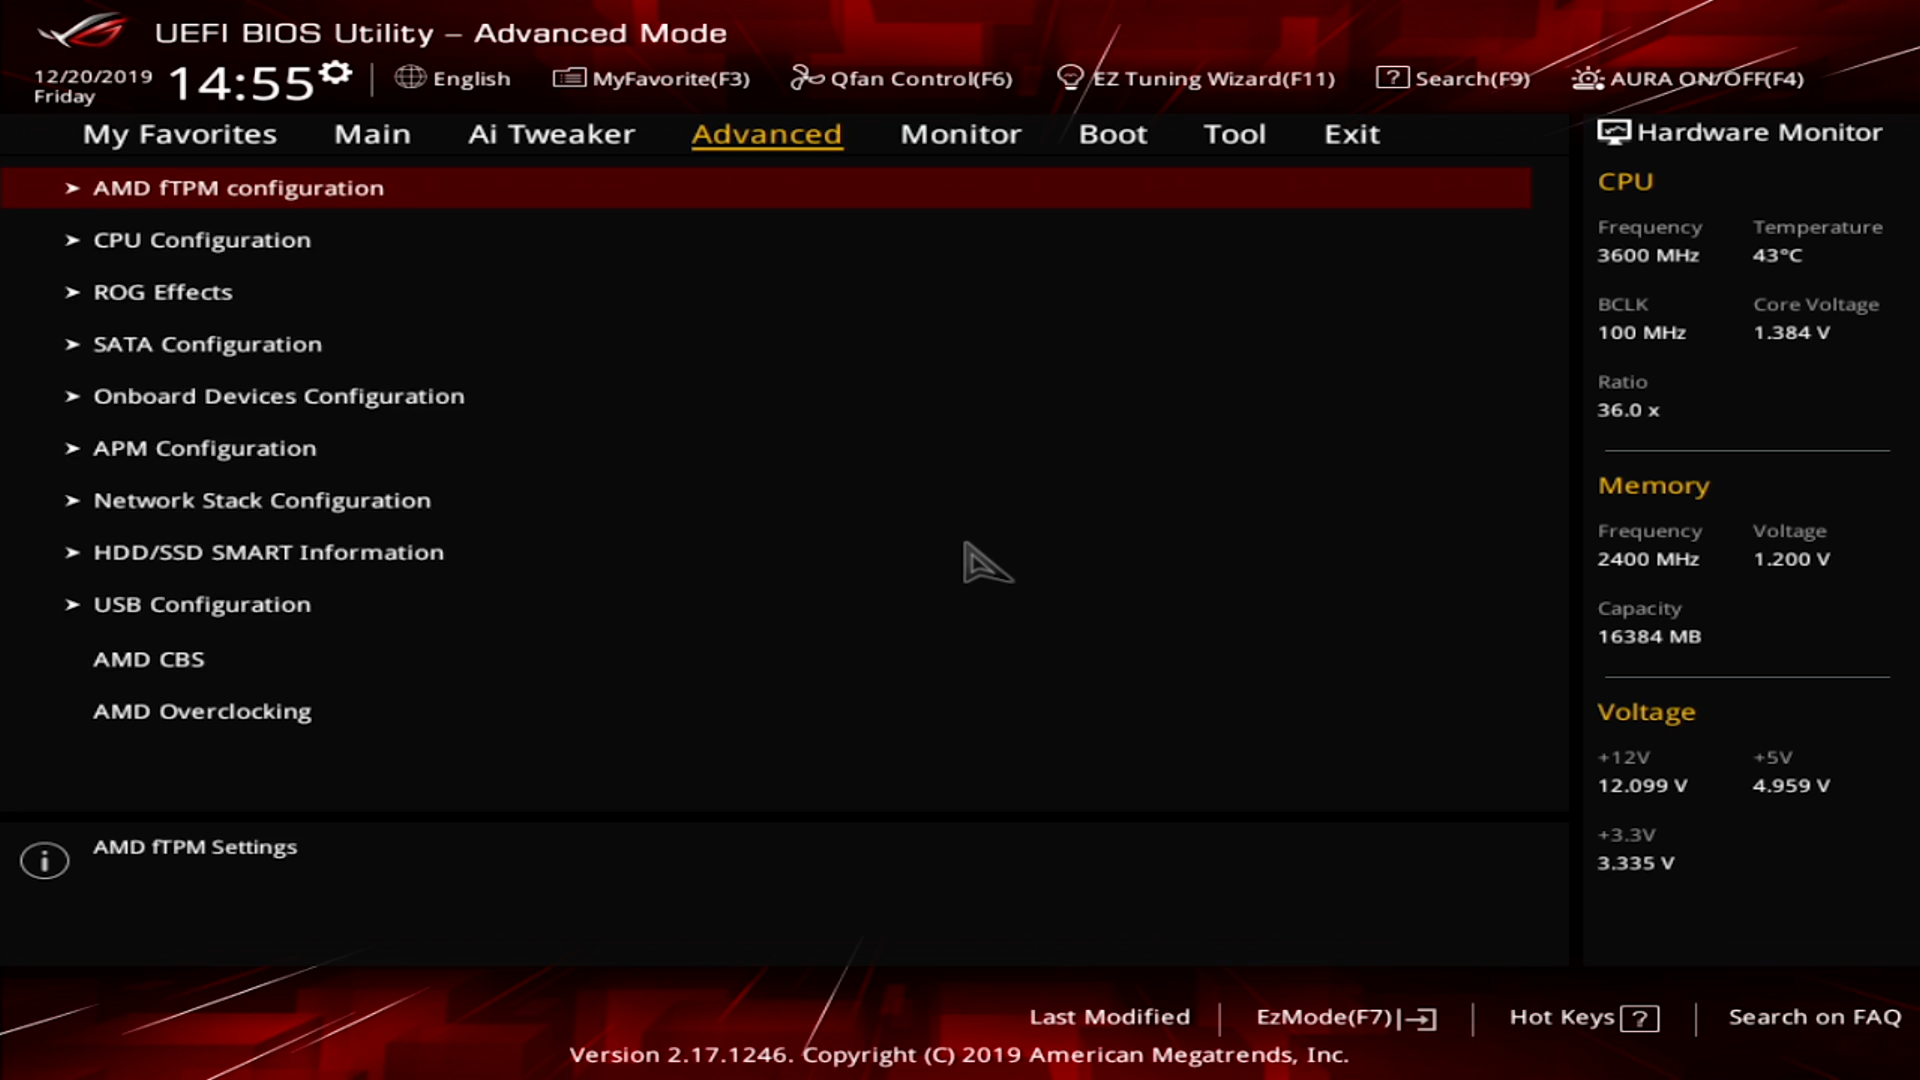 UEFI BIOS Utility – Advanced Mode
12/20/2019
Friday
14:55
English
MyFavorite(F3)
Qfan Control(F6)
EZ Tuning Wizard(F11)
? Search(F9)
AURA ON/OFF(F4)
My Favorites
Main
Ai Tweaker
Advanced
Monitor
Boot
Tool
Exit
➤ AMD fTPM configuration
➤ CPU Configuration
➤ ROG Effects
➤ SATA Configuration
➤ Onboard Devices Configuration
➤ APM Configuration
➤ Network Stack Configuration
➤ HDD/SSD SMART Information
➤ USB Configuration
AMD CBS
AMD Overclocking
i
AMD fTPM Settings
Hardware Monitor
CPU
Frequency Temperature
3600 MHz 43°C
BCLK Core Voltage
100 MHz 1.384 V
Ratio
36.0 x
Memory
Frequency Voltage
2400 MHz 1.200 V
Capacity
16384 MB
Voltage
+12V +5V
12.099 V 4.959 V
+3.3V
3.335 V
Last Modified
EzMode(F7)
Hot Keys ?
Search on FAQ
Version 2.17.1246. Copyright (C) 2019 American Megatrends, Inc.